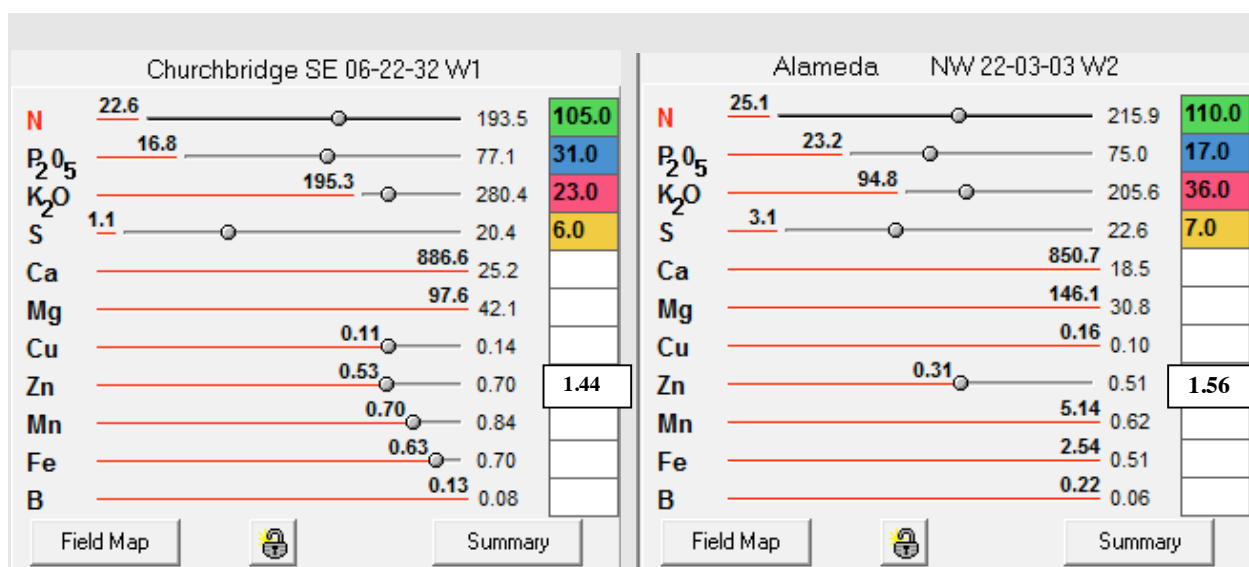 Churchbridge SE 06-22-32 W1
N 22.6 193.5 105.0
P205 16.8 77.1 31.0
K2O 195.3 280.4 23.0
S 1.1 20.4 6.0
Ca 886.6 25.2
Mg 97.6 42.1
Cu 0.11 0.14
Zn 0.53 0.70 1.44
Mn 0.70 0.84
Fe 0.63 0.70
B 0.13 0.08
Field Map Summary
Alameda NW 22-03-03 W2
N 25.1 215.9 110.0
P205 23.2 75.0 17.0
K2O 94.8 205.6 36.0
S 3.1 22.6 7.0
Ca 850.7 18.5
Mg 146.1 30.8
Cu 0.16 0.10
Zn 0.31 0.51 1.56
Mn 5.14 0.62
Fe 2.54 0.51
B 0.22 0.06
Field Map Summary